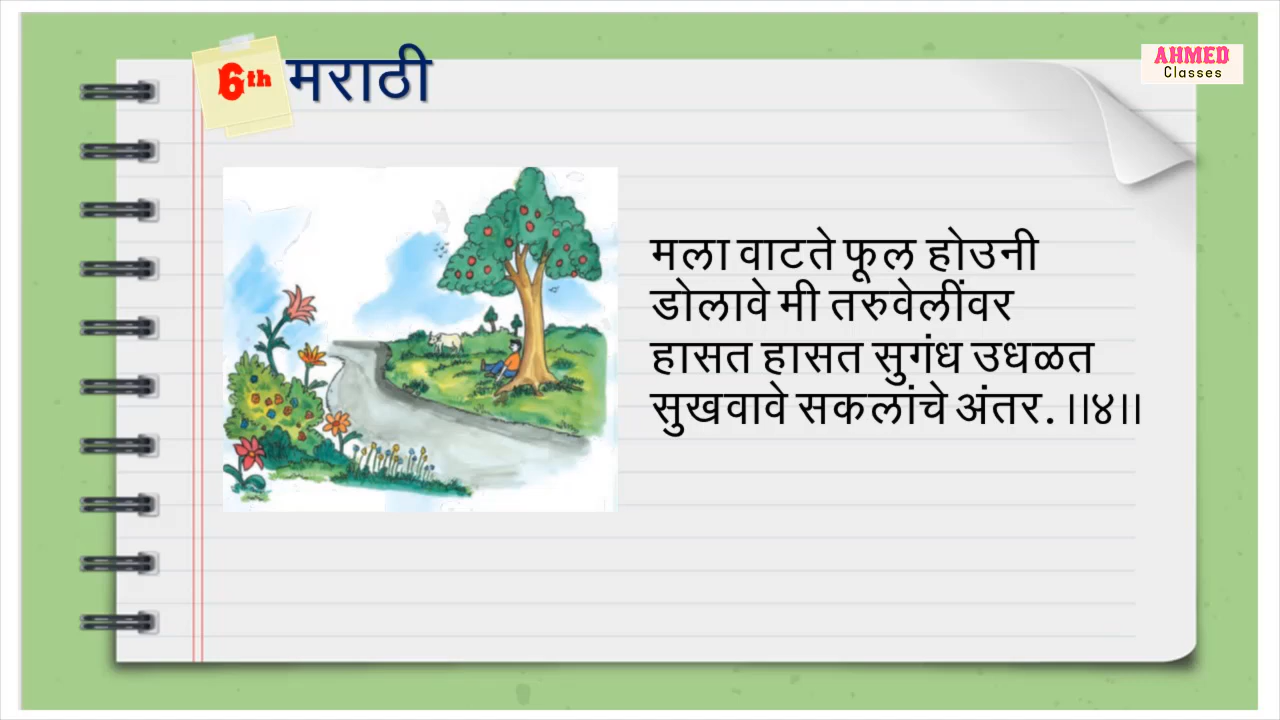 6th मराठी
AHMED
Classes
मला वाटते फूल होउनी
डोलावे मी तरुवेलींवर
हासत हासत सुगंध उधळत
सुखवावे सकलांचे अंतर. ।।४।।